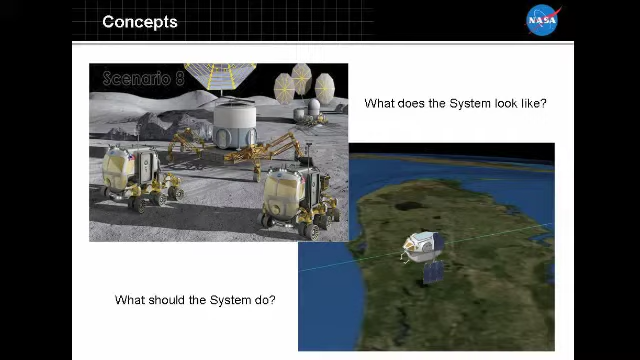 Concepts
NASA
Scenario 8
What does the System look like?
What should the System do?